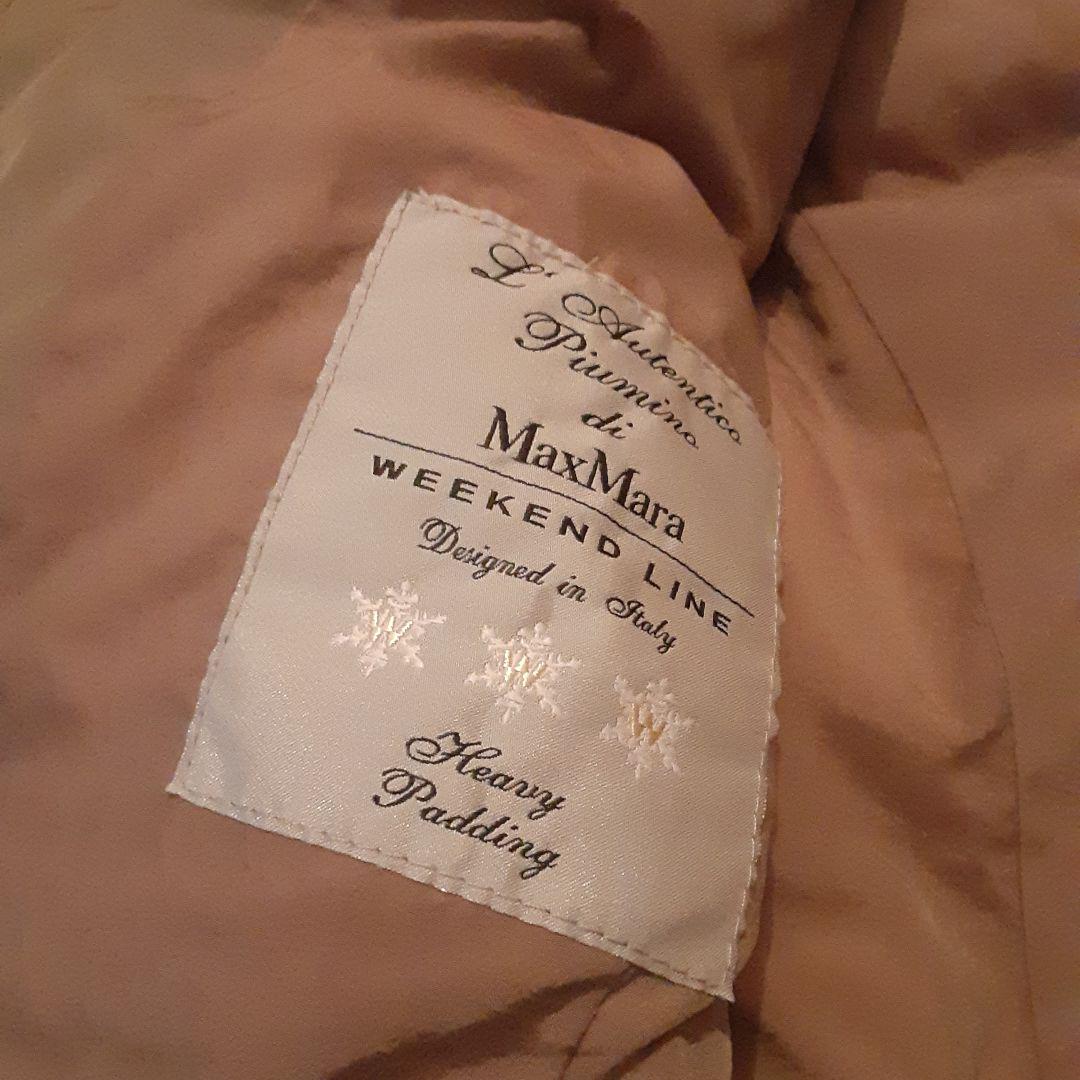 L' Autentico
Piumino
di
MaxMara
WEEKEND LINE
Designed in Italy
W W W
Heavy
Padding